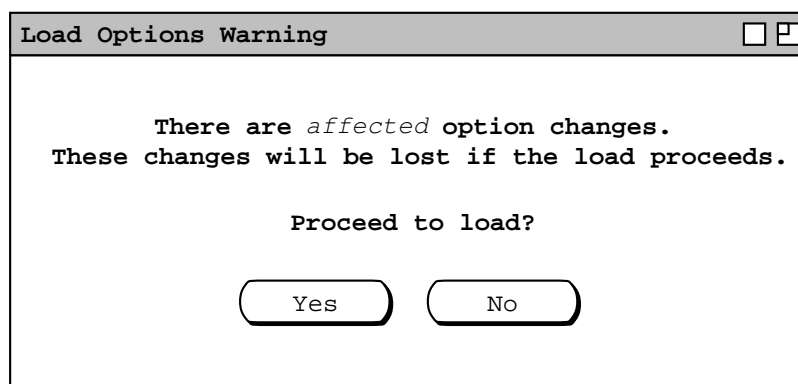 Load Options Warning
There are affected option changes.
These changes will be lost if the load proceeds.
Proceed to load?
Yes
No